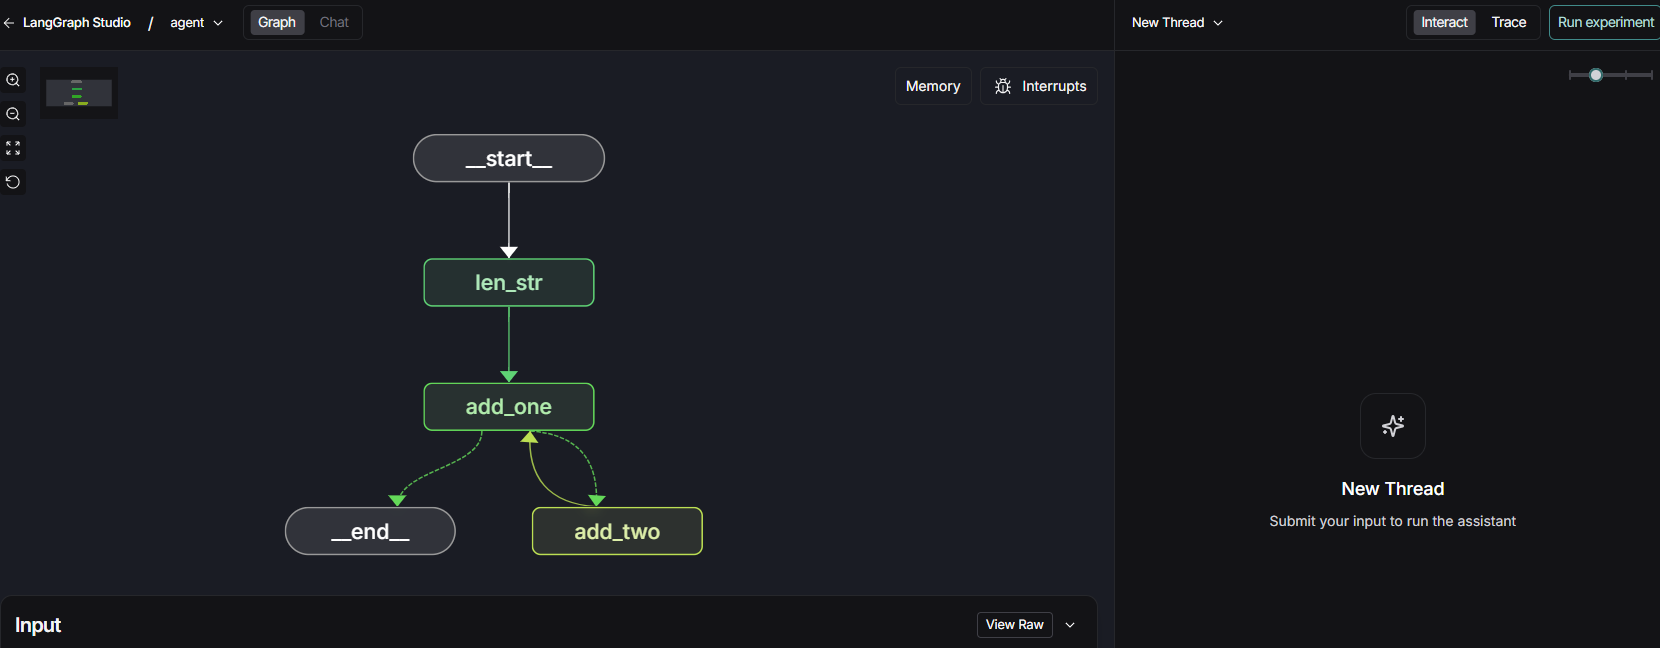 LangGraph Studio / agent Graph Chat
New Thread Interact Trace Run experiment
Memory Interrupts
__start__
len_str
add_one
__end__ add_two
New Thread
Submit your input to run the assistant
Input View Raw